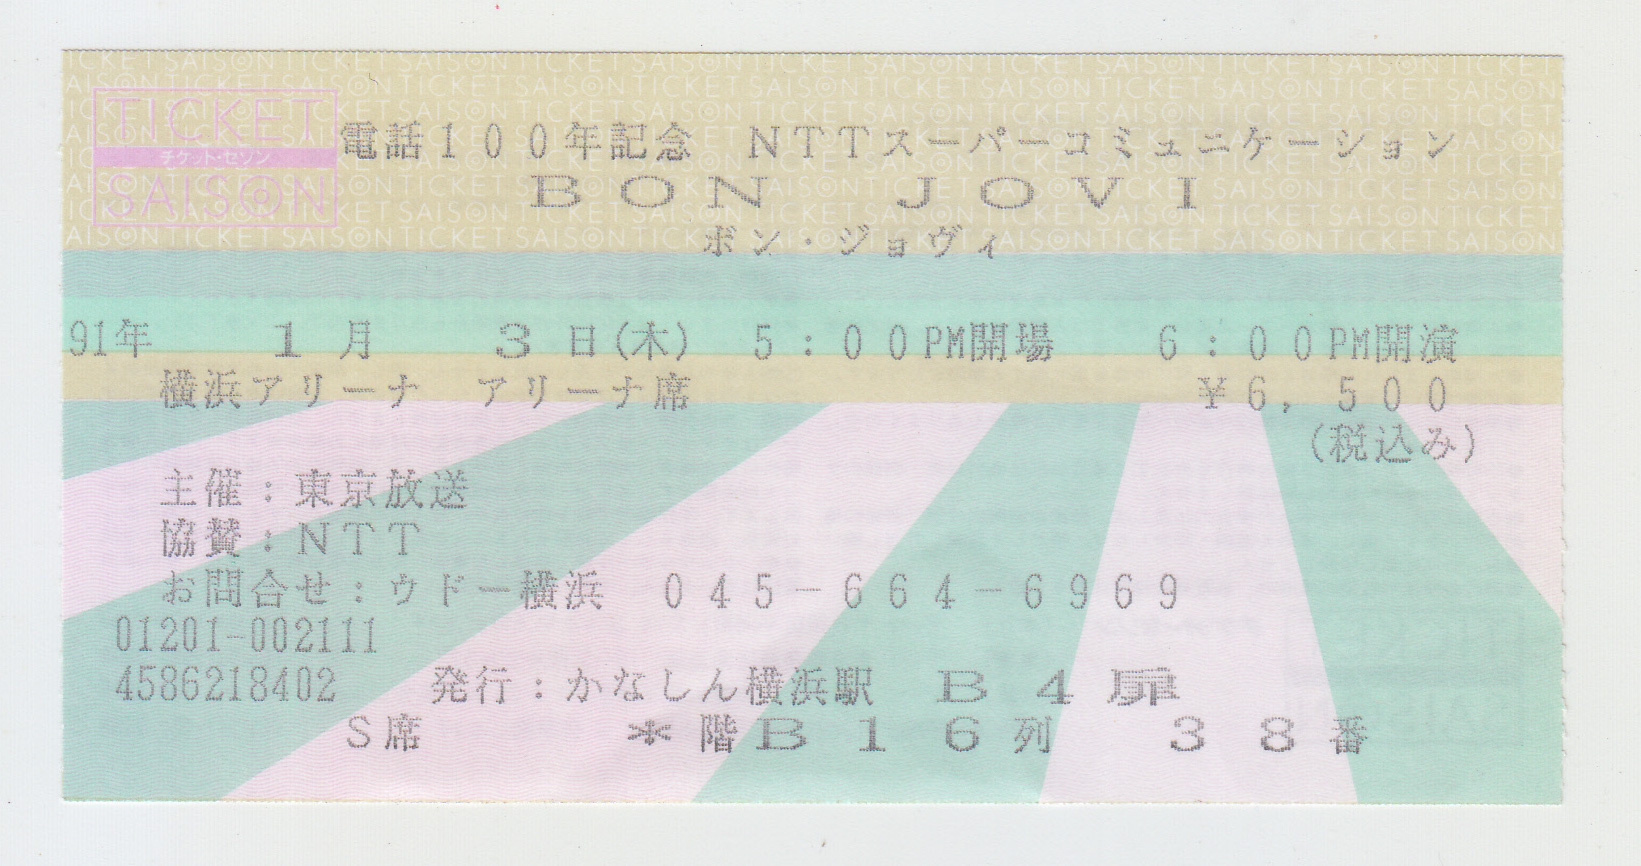 TICKET
チケット・セゾン
SAISON
電話100年記念 NTTスーパーコミュニケーション
BON JOVI
ボン・ジョヴィ
91年 1月 3日(木) 5:00PM開場 6:00PM開演
横浜アリーナ アリーナ席 ¥6,500
(税込み)
主催:東京放送
協賛:NTT
お問合せ:ウドー横浜 045-664-6969
01201-002111
4586218402 発行:かなしん横浜駅 B4扉
S席 *階B16列 38番